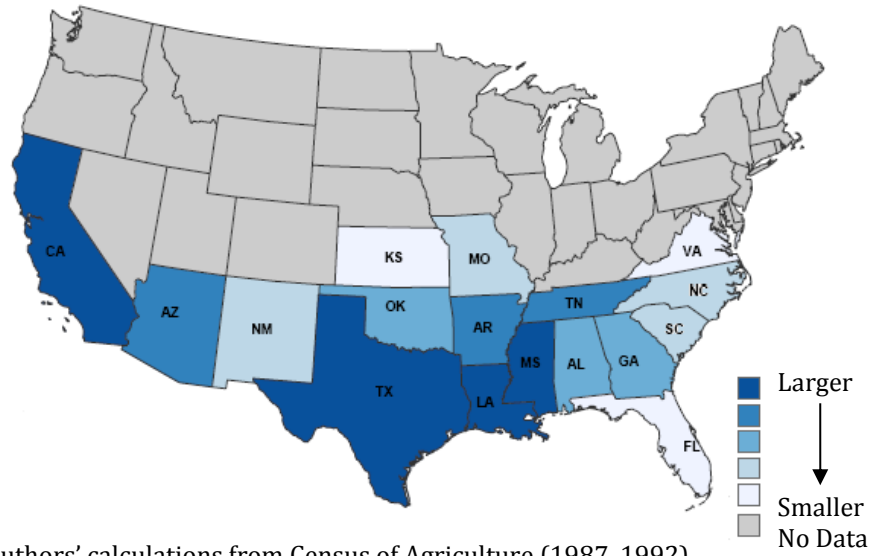 CA
AZ
NM
TX
KS
OK
MO
AR
LA
MS
TN
AL
GA
FL
SC
NC
VA
Larger
Smaller
No Data
uthors' calculations from Census of Agriculture (1987, 1992)